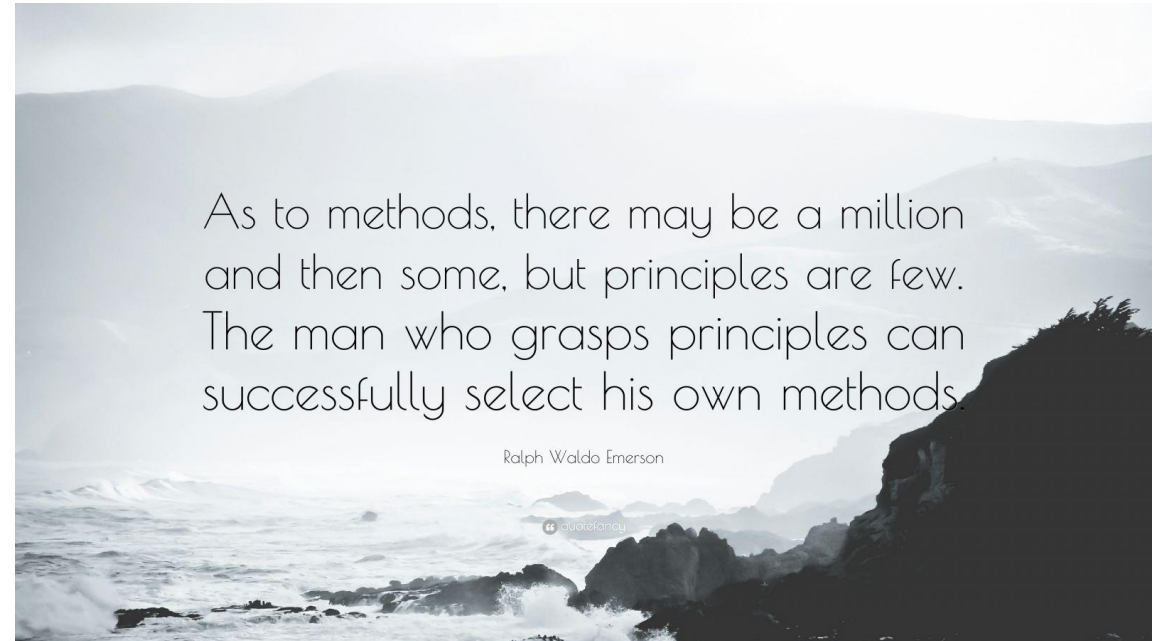 As to methods, there may be a million
and then some, but principles are few.
The man who grasps principles can
successfully select his own methods.
Ralph Waldo Emerson
quotefancy